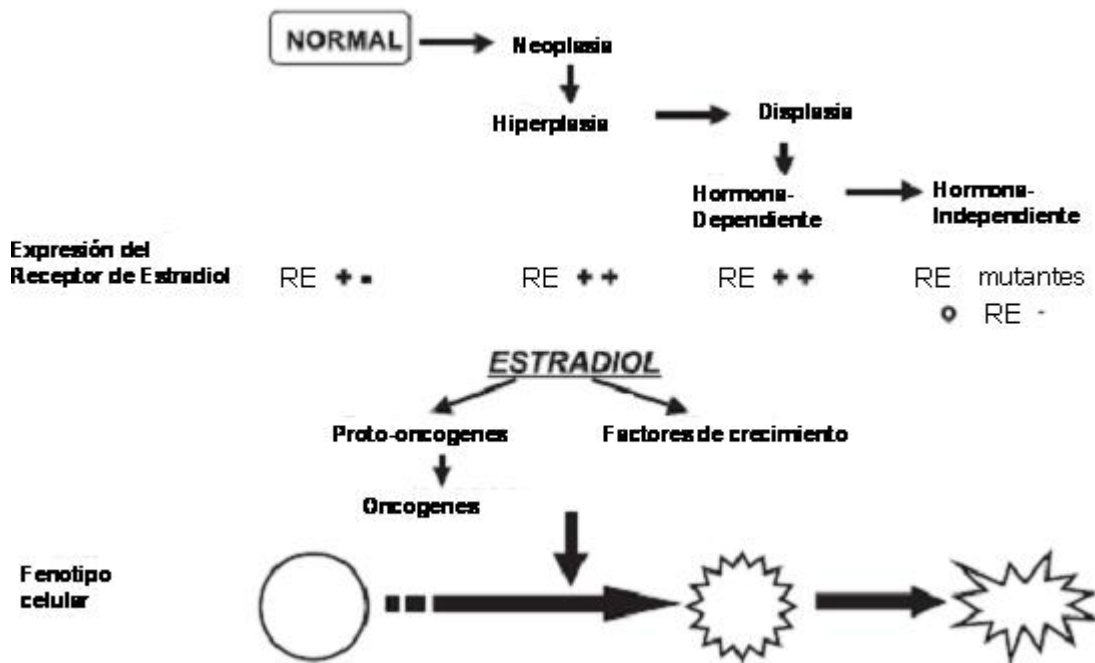 NORMAL
Neoplasia
Hiperplasia
Displasia
Hormona-
Dependiente
Hormona-
Independiente
Expresión del
Receptor de Estradiol
RE + -
RE + +
RE + +
RE mutantes
o RE -
ESTRADIOL
Proto-oncogenes
Factores de crecimiento
Oncogenes
Fenotipo
celular